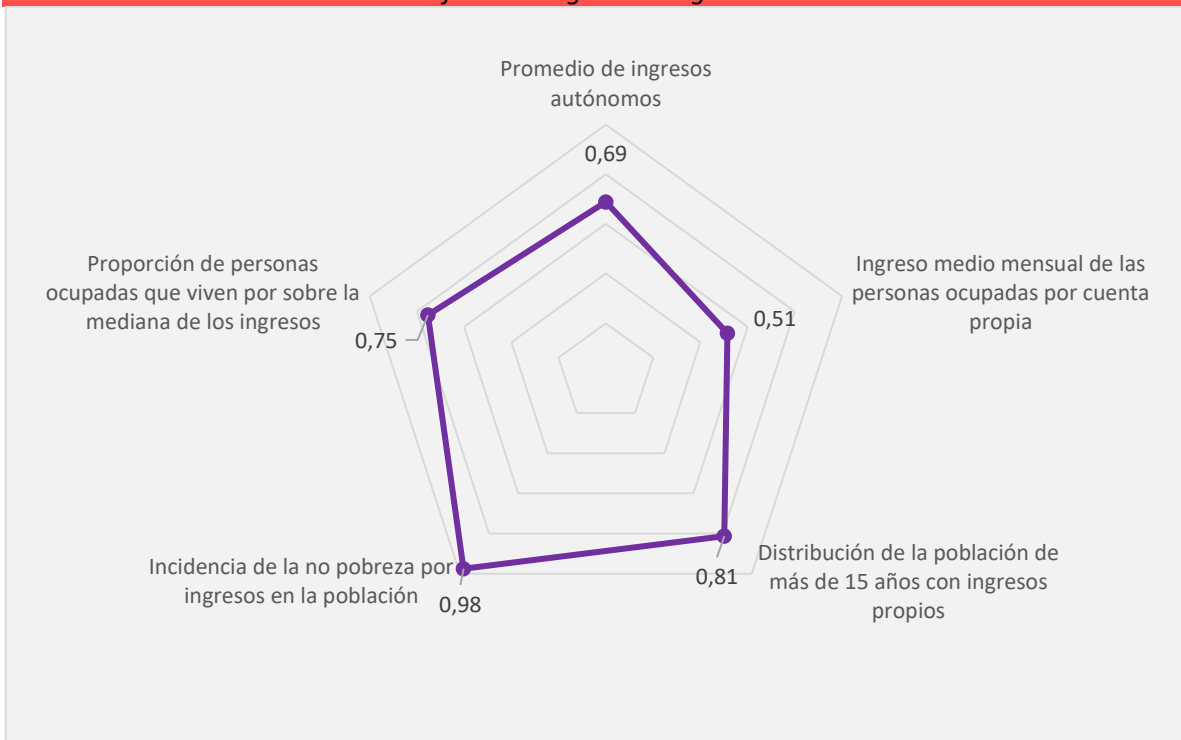 Promedio de ingresos
autónomos
0,69
Ingreso medio mensual de las
personas ocupadas por cuenta
propia
0,51
Proporción de personas
ocupadas que viven por sobre la
mediana de los ingresos
0,75
Distribución de la población de
más de 15 años con ingresos
propios
0,81
Incidencia de la no pobreza por
ingresos en la población
0,98